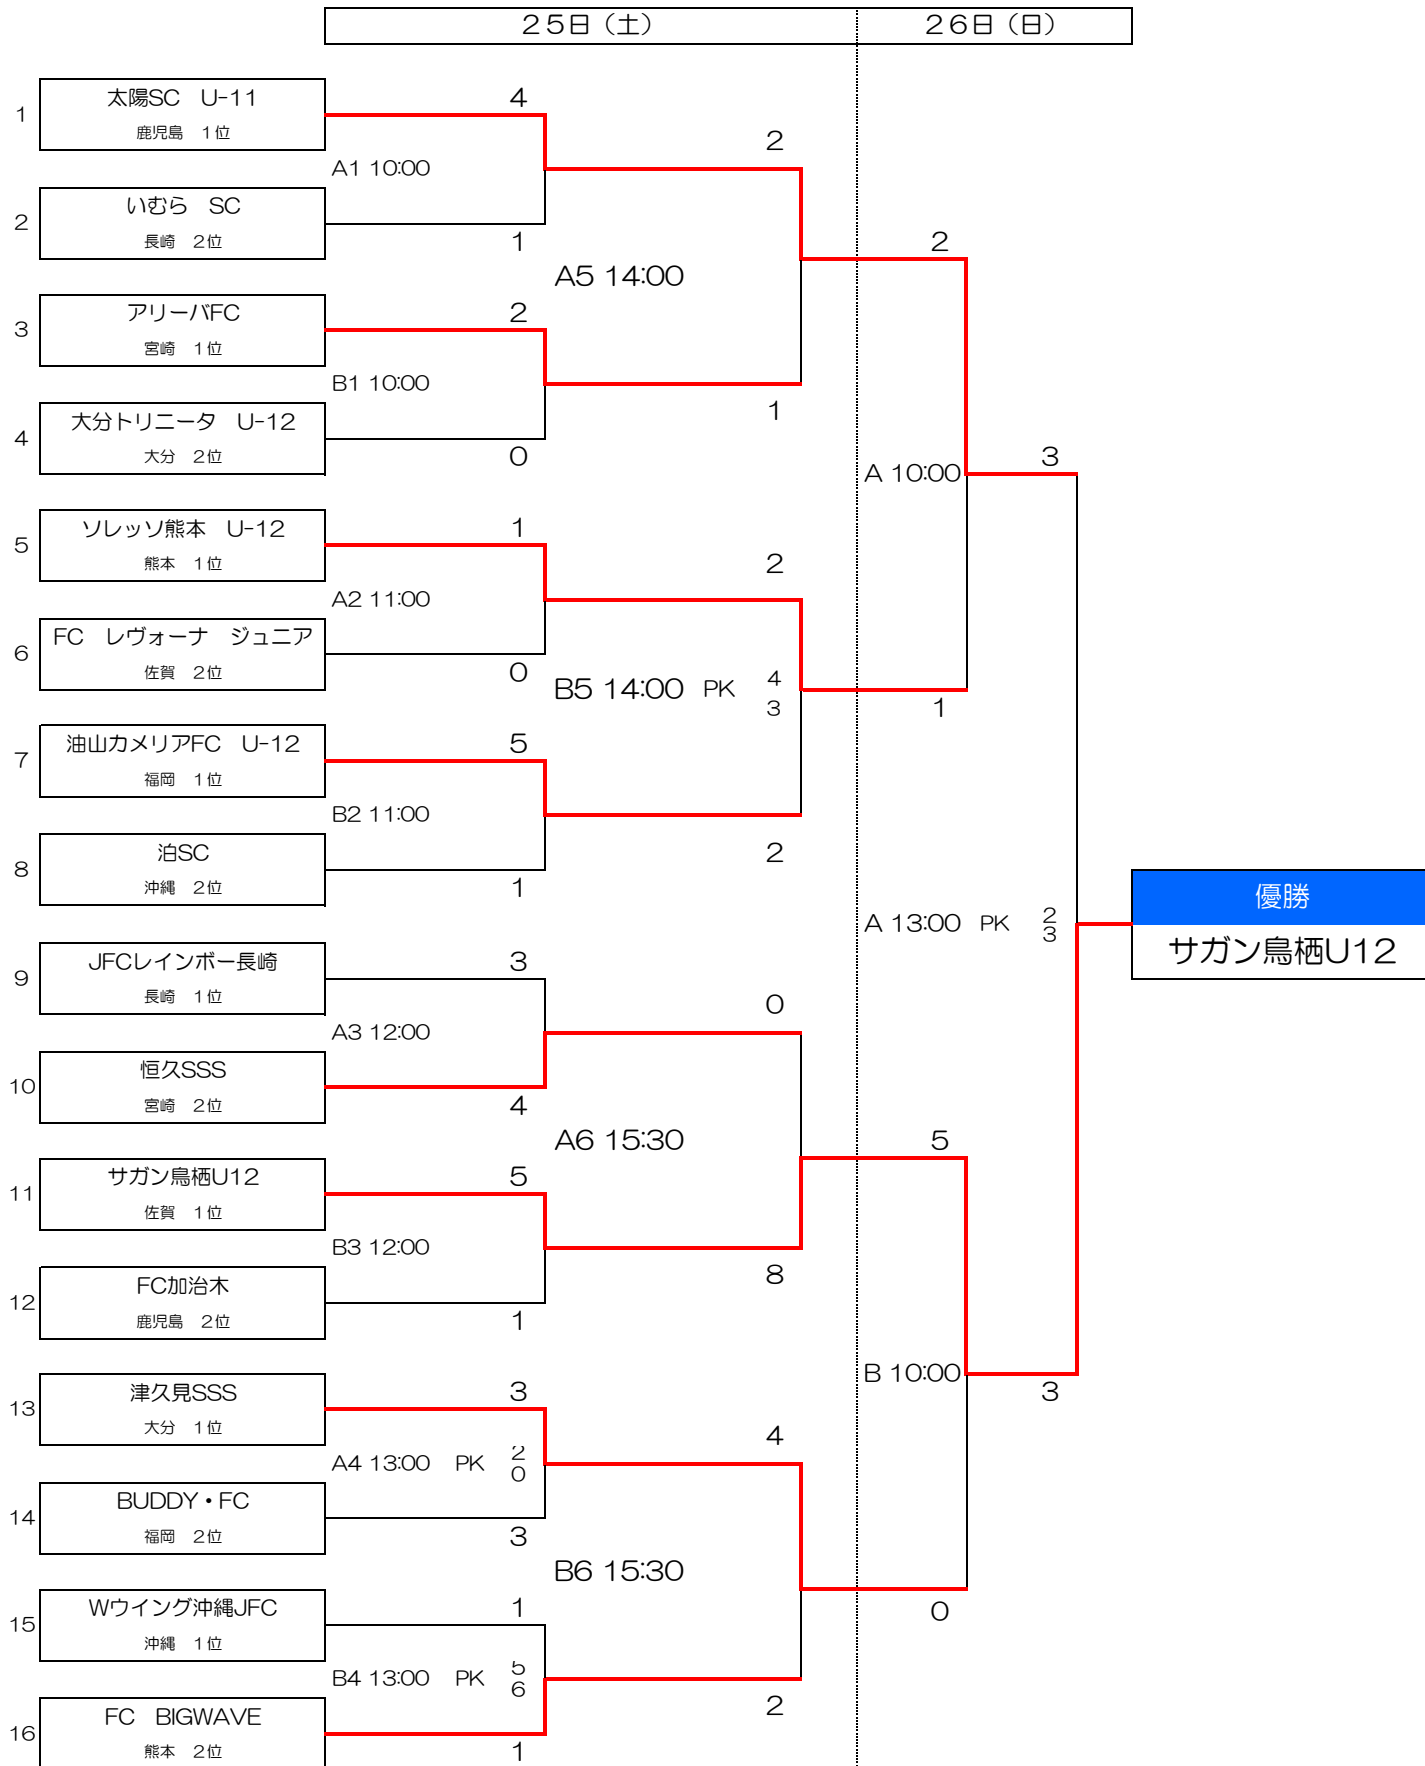 ２５日（土）
２６日（日）
1
太陽SC　U-11
鹿児島　１位
4
2
A1 10:00
2
いむら　SC
長崎　２位
1
2
A5 14:00
3
アリーバFC
宮崎　１位
2
B1 10:00
1
4
大分トリニータ　U-12
大分　２位
0
A 10:00
3
5
ソレッソ熊本　U-12
熊本　１位
1
2
A2 11:00
6
FC　レヴォーナ　ジュニア
佐賀　２位
0
B5 14:00 PK
4
3
1
7
油山カメリアFC　U-12
福岡　１位
5
B2 11:00
2
8
泊SC
沖縄　２位
1
優勝
A 13:00 PK
2
3
サガン鳥栖U12
9
JFCレインボー長崎
長崎　１位
3
0
A3 12:00
10
恒久SSS
宮崎　２位
4
A6 15:30
5
11
サガン鳥栖U12
佐賀　１位
5
B3 12:00
8
12
FC加治木
鹿児島　２位
1
B 10:00
3
13
津久見SSS
大分　１位
3
4
A4 13:00 PK
2
0
14
BUDDY・FC
福岡　２位
3
B6 15:30
0
15
Wウイング沖縄JFC
沖縄　１位
1
B4 13:00 PK
5
6
2
16
FC　BIGWAVE
熊本　２位
1